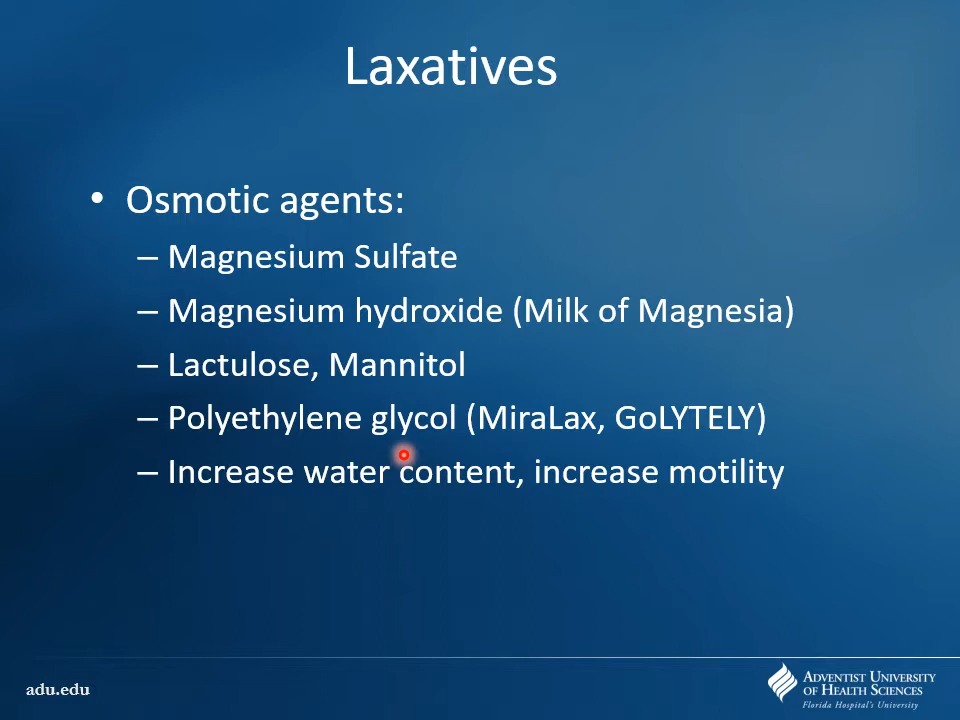 Laxatives
• Osmotic agents:
– Magnesium Sulfate
– Magnesium hydroxide (Milk of Magnesia)
– Lactulose, Mannitol
– Polyethylene glycol (MiraLax, GoLYTELY)
– Increase water content, increase motility
adu.edu
ADVENTIST UNIVERSITY
OF HEALTH SCIENCES
Florida Hospital's University